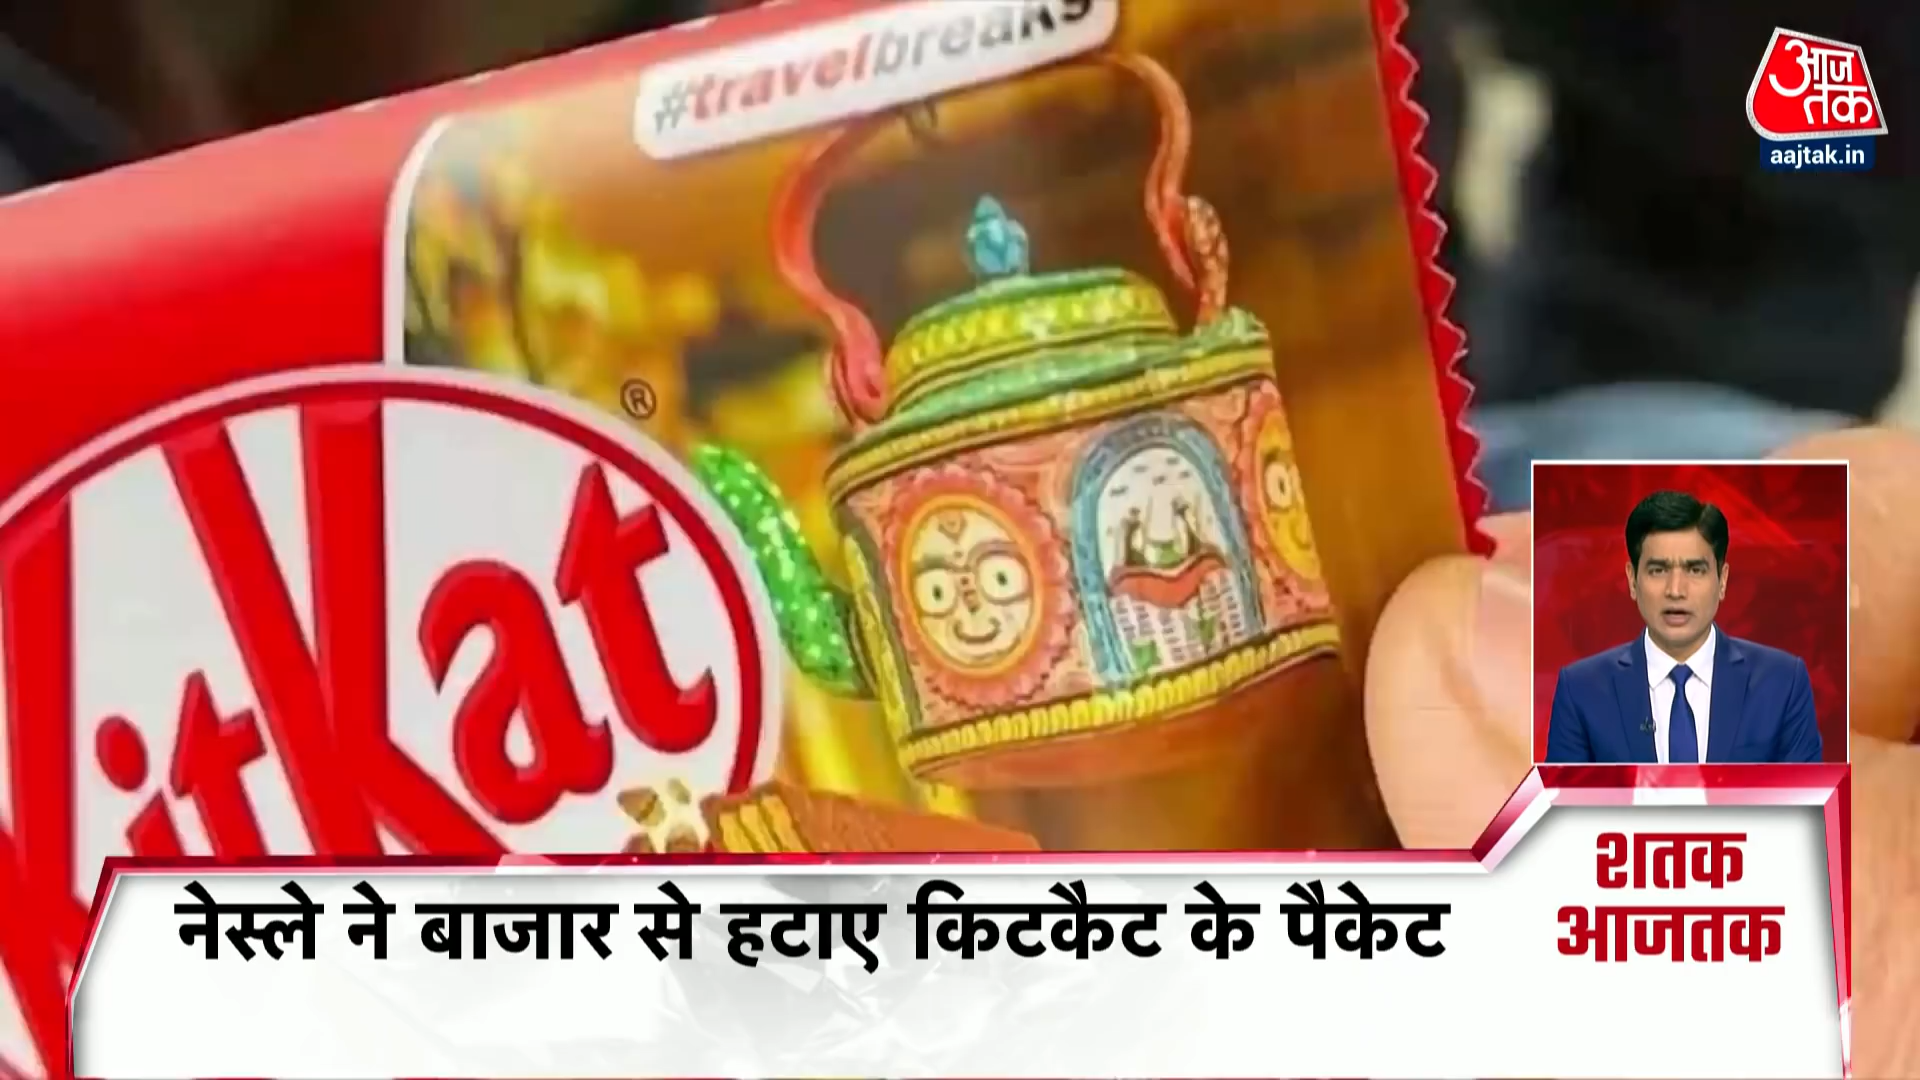 #travelbreaks
आज
तक
aajtak.in
®
KitKat
नेस्ले ने बाजार से हटाए किटकैट के पैकेट
शतक
आजतक